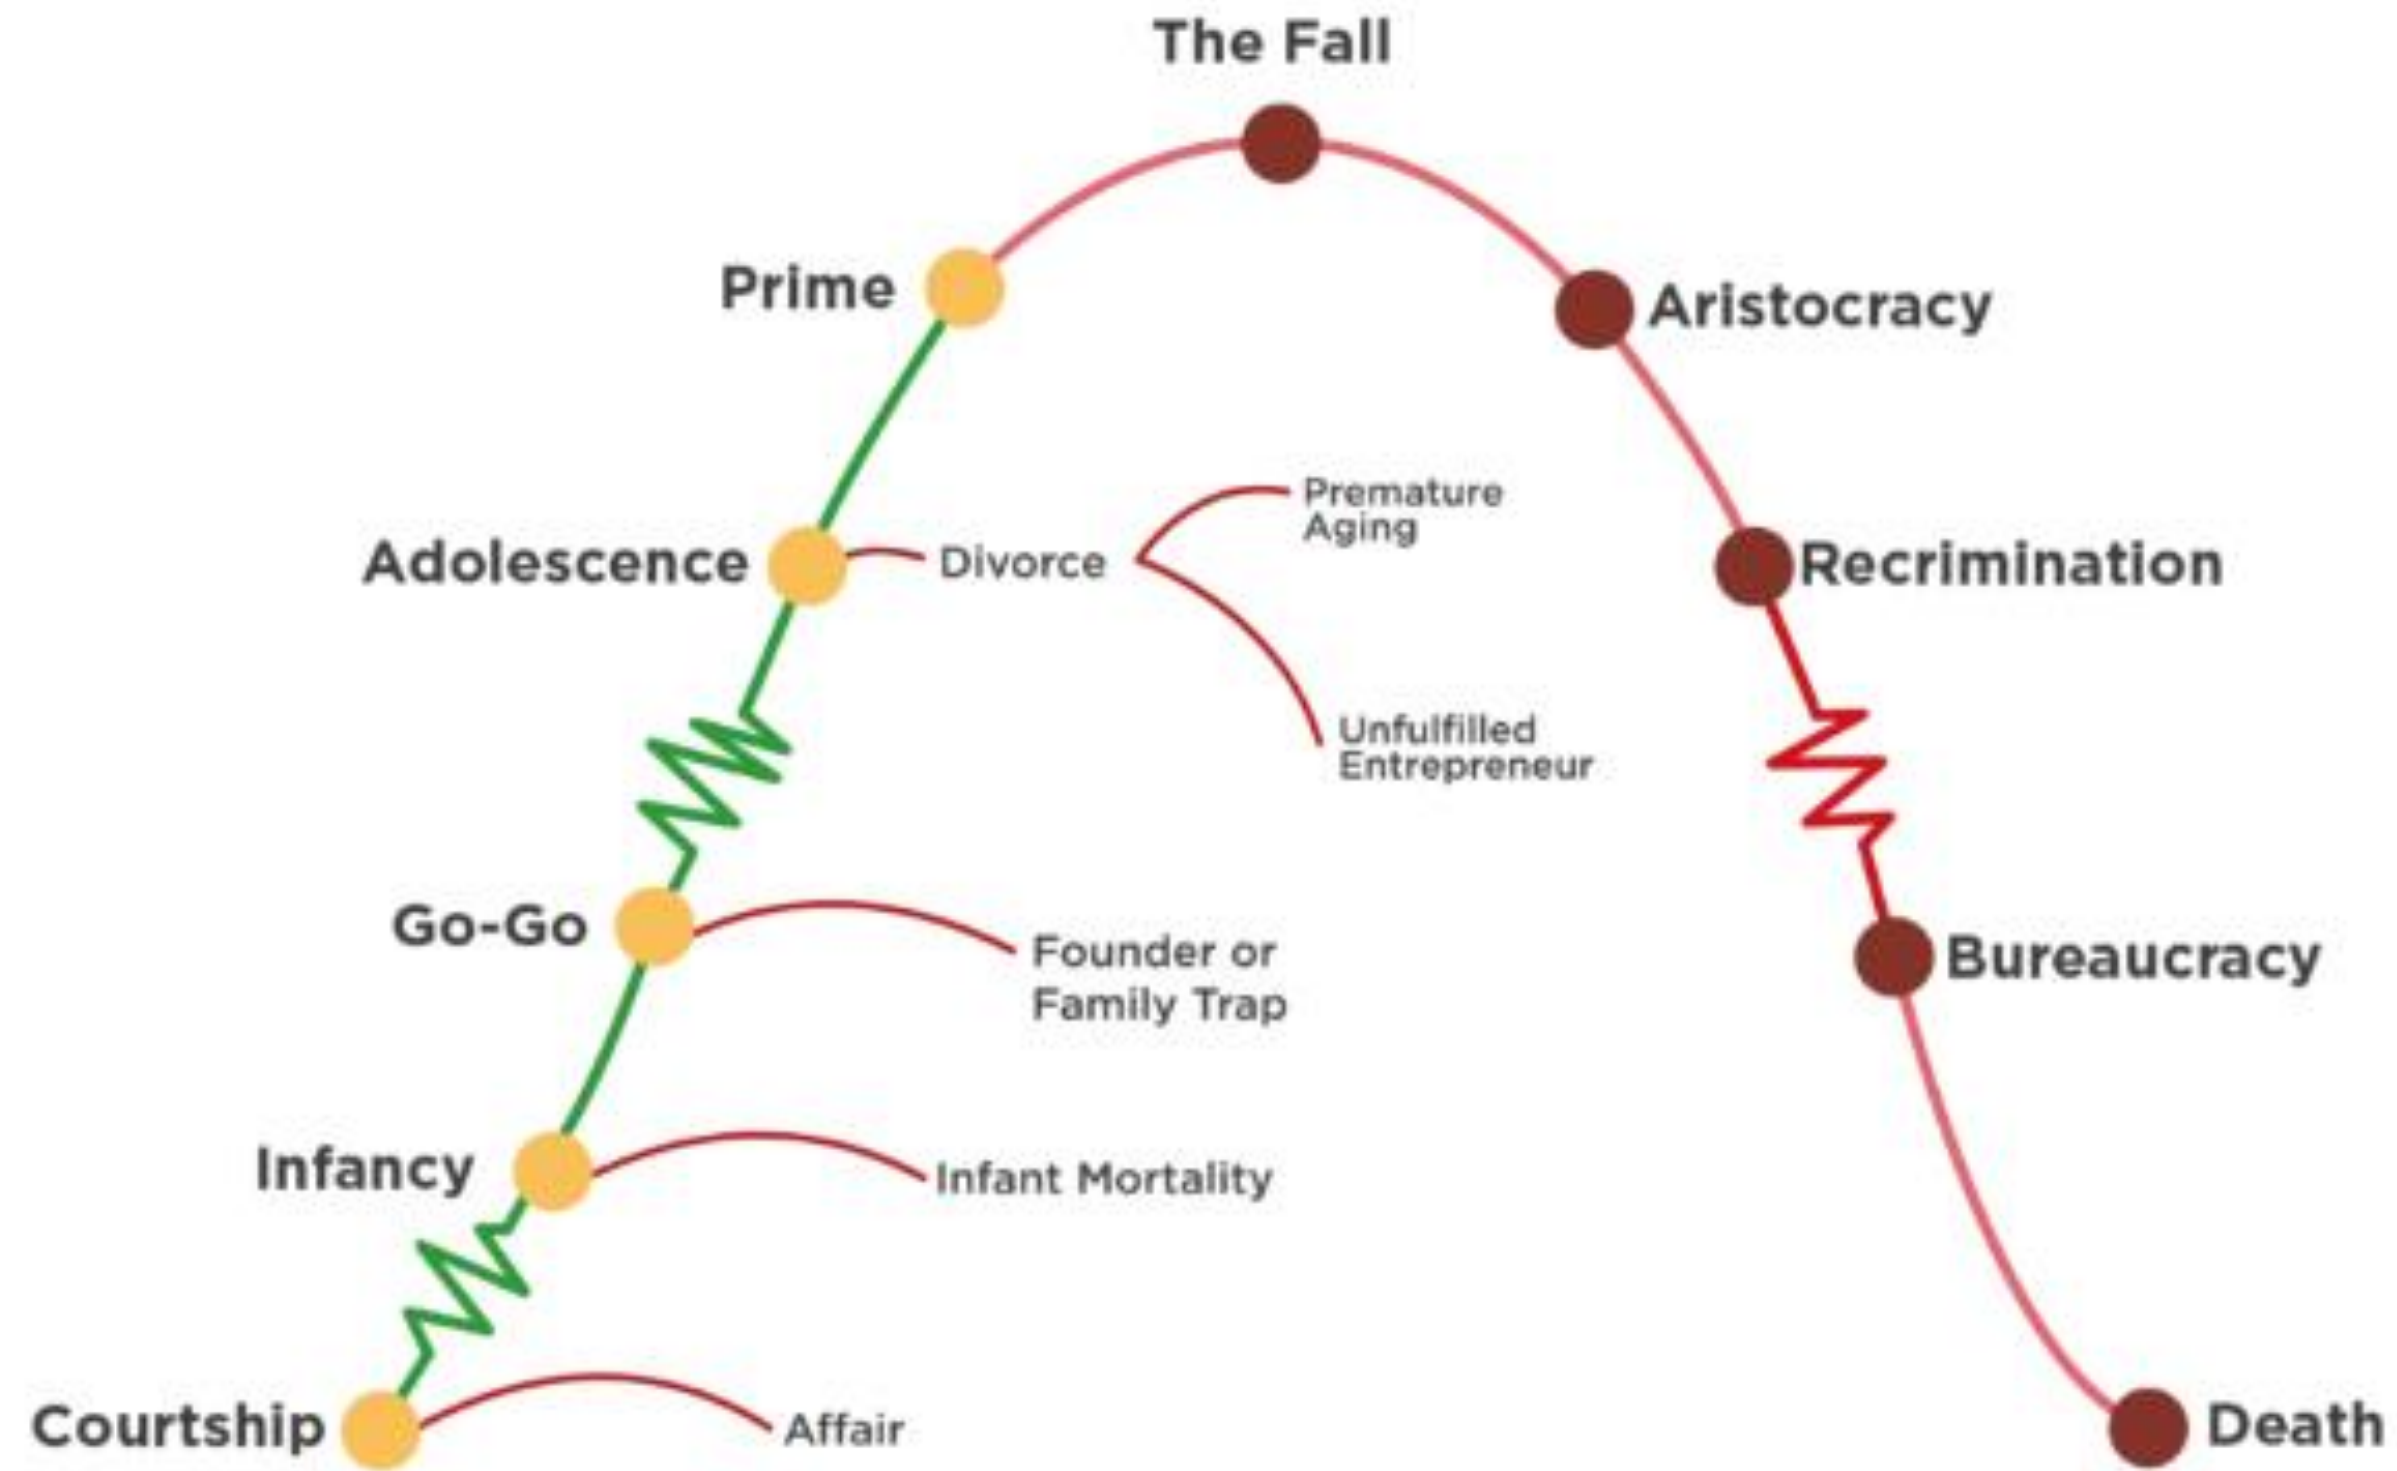 The Fall
Prime
Aristocracy
Premature
Aging
Adolescence
Divorce
Recrimination
Unfulfilled
Entrepreneur
Go-Go
Founder or
Family Trap
Bureaucracy
Infancy
Infant Mortality
Courtship
Affair
Death